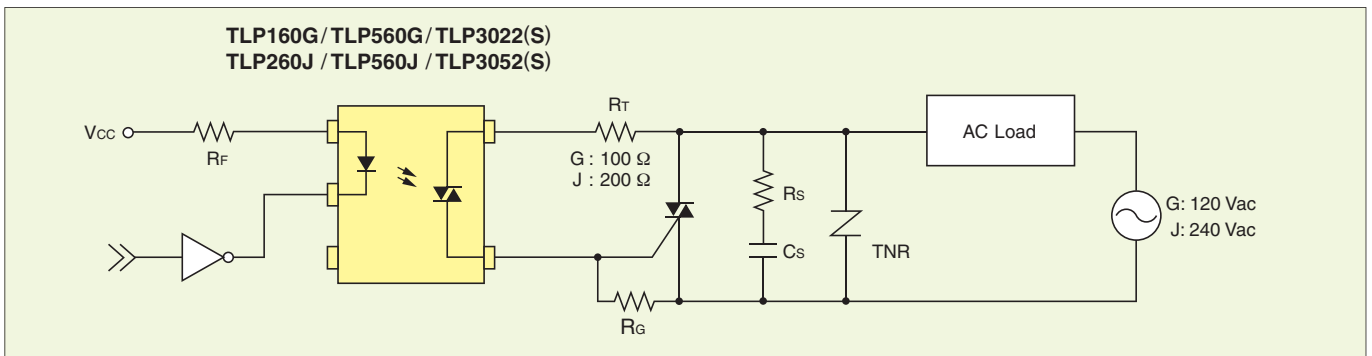 TLP160G/TLP560G/TLP3022(S)
TLP260J/TLP560J/TLP3052(S)
VCC
RF
RT
G : 100 Ω
J : 200 Ω
RS
CS
TNR
RG
AC Load
G: 120 Vac
J: 240 Vac